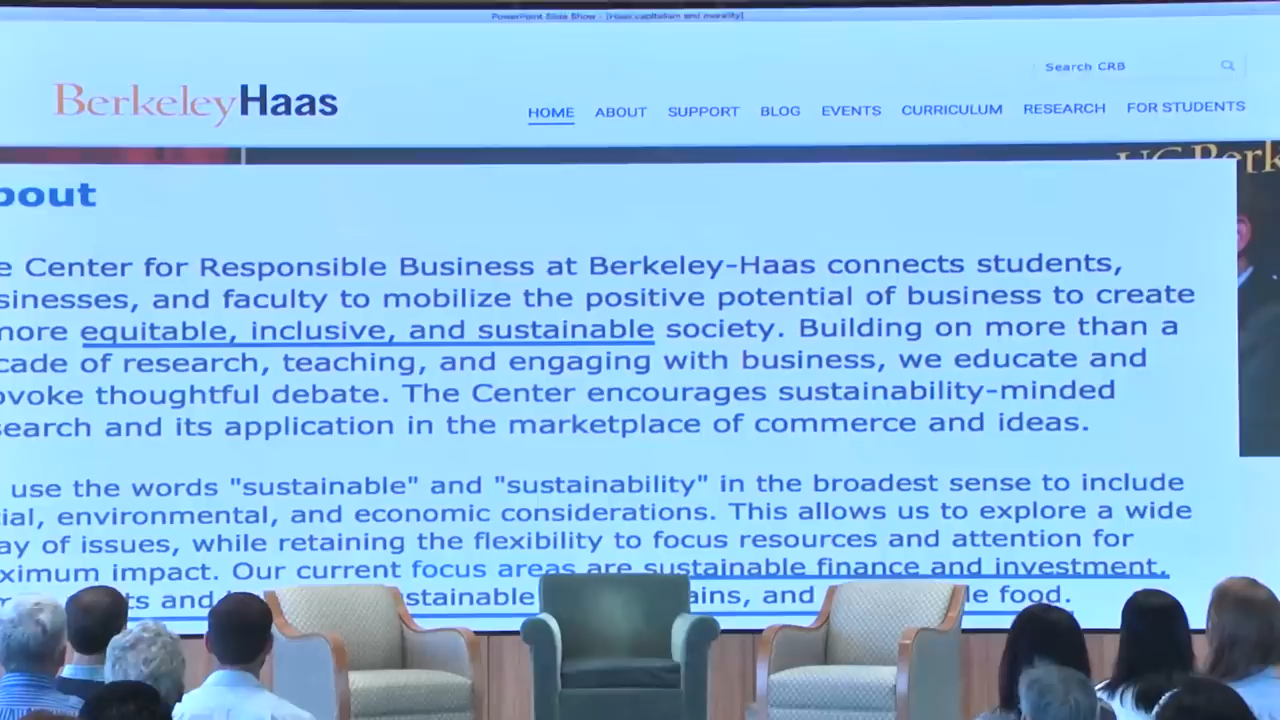 PowerPoint Slide Show - [Haas capitalism and morality]
Search CRB
BerkeleyHaas
HOME ABOUT SUPPORT BLOG EVENTS CURRICULUM RESEARCH FOR STUDENTS
UC Berk
bout
e Center for Responsible Business at Berkeley-Haas connects students,
sinesses, and faculty to mobilize the positive potential of business to create
more equitable, inclusive, and sustainable society. Building on more than a
cade of research, teaching, and engaging with business, we educate and
ovoke thoughtful debate. The Center encourages sustainability-minded
search and its application in the marketplace of commerce and ideas.
use the words "sustainable" and "sustainability" in the broadest sense to include
ial, environmental, and economic considerations. This allows us to explore a wide
ay of issues, while retaining the flexibility to focus resources and attention for
ximum impact. Our current focus areas are sustainable finance and investment,
ts and stainable ains, and le food.